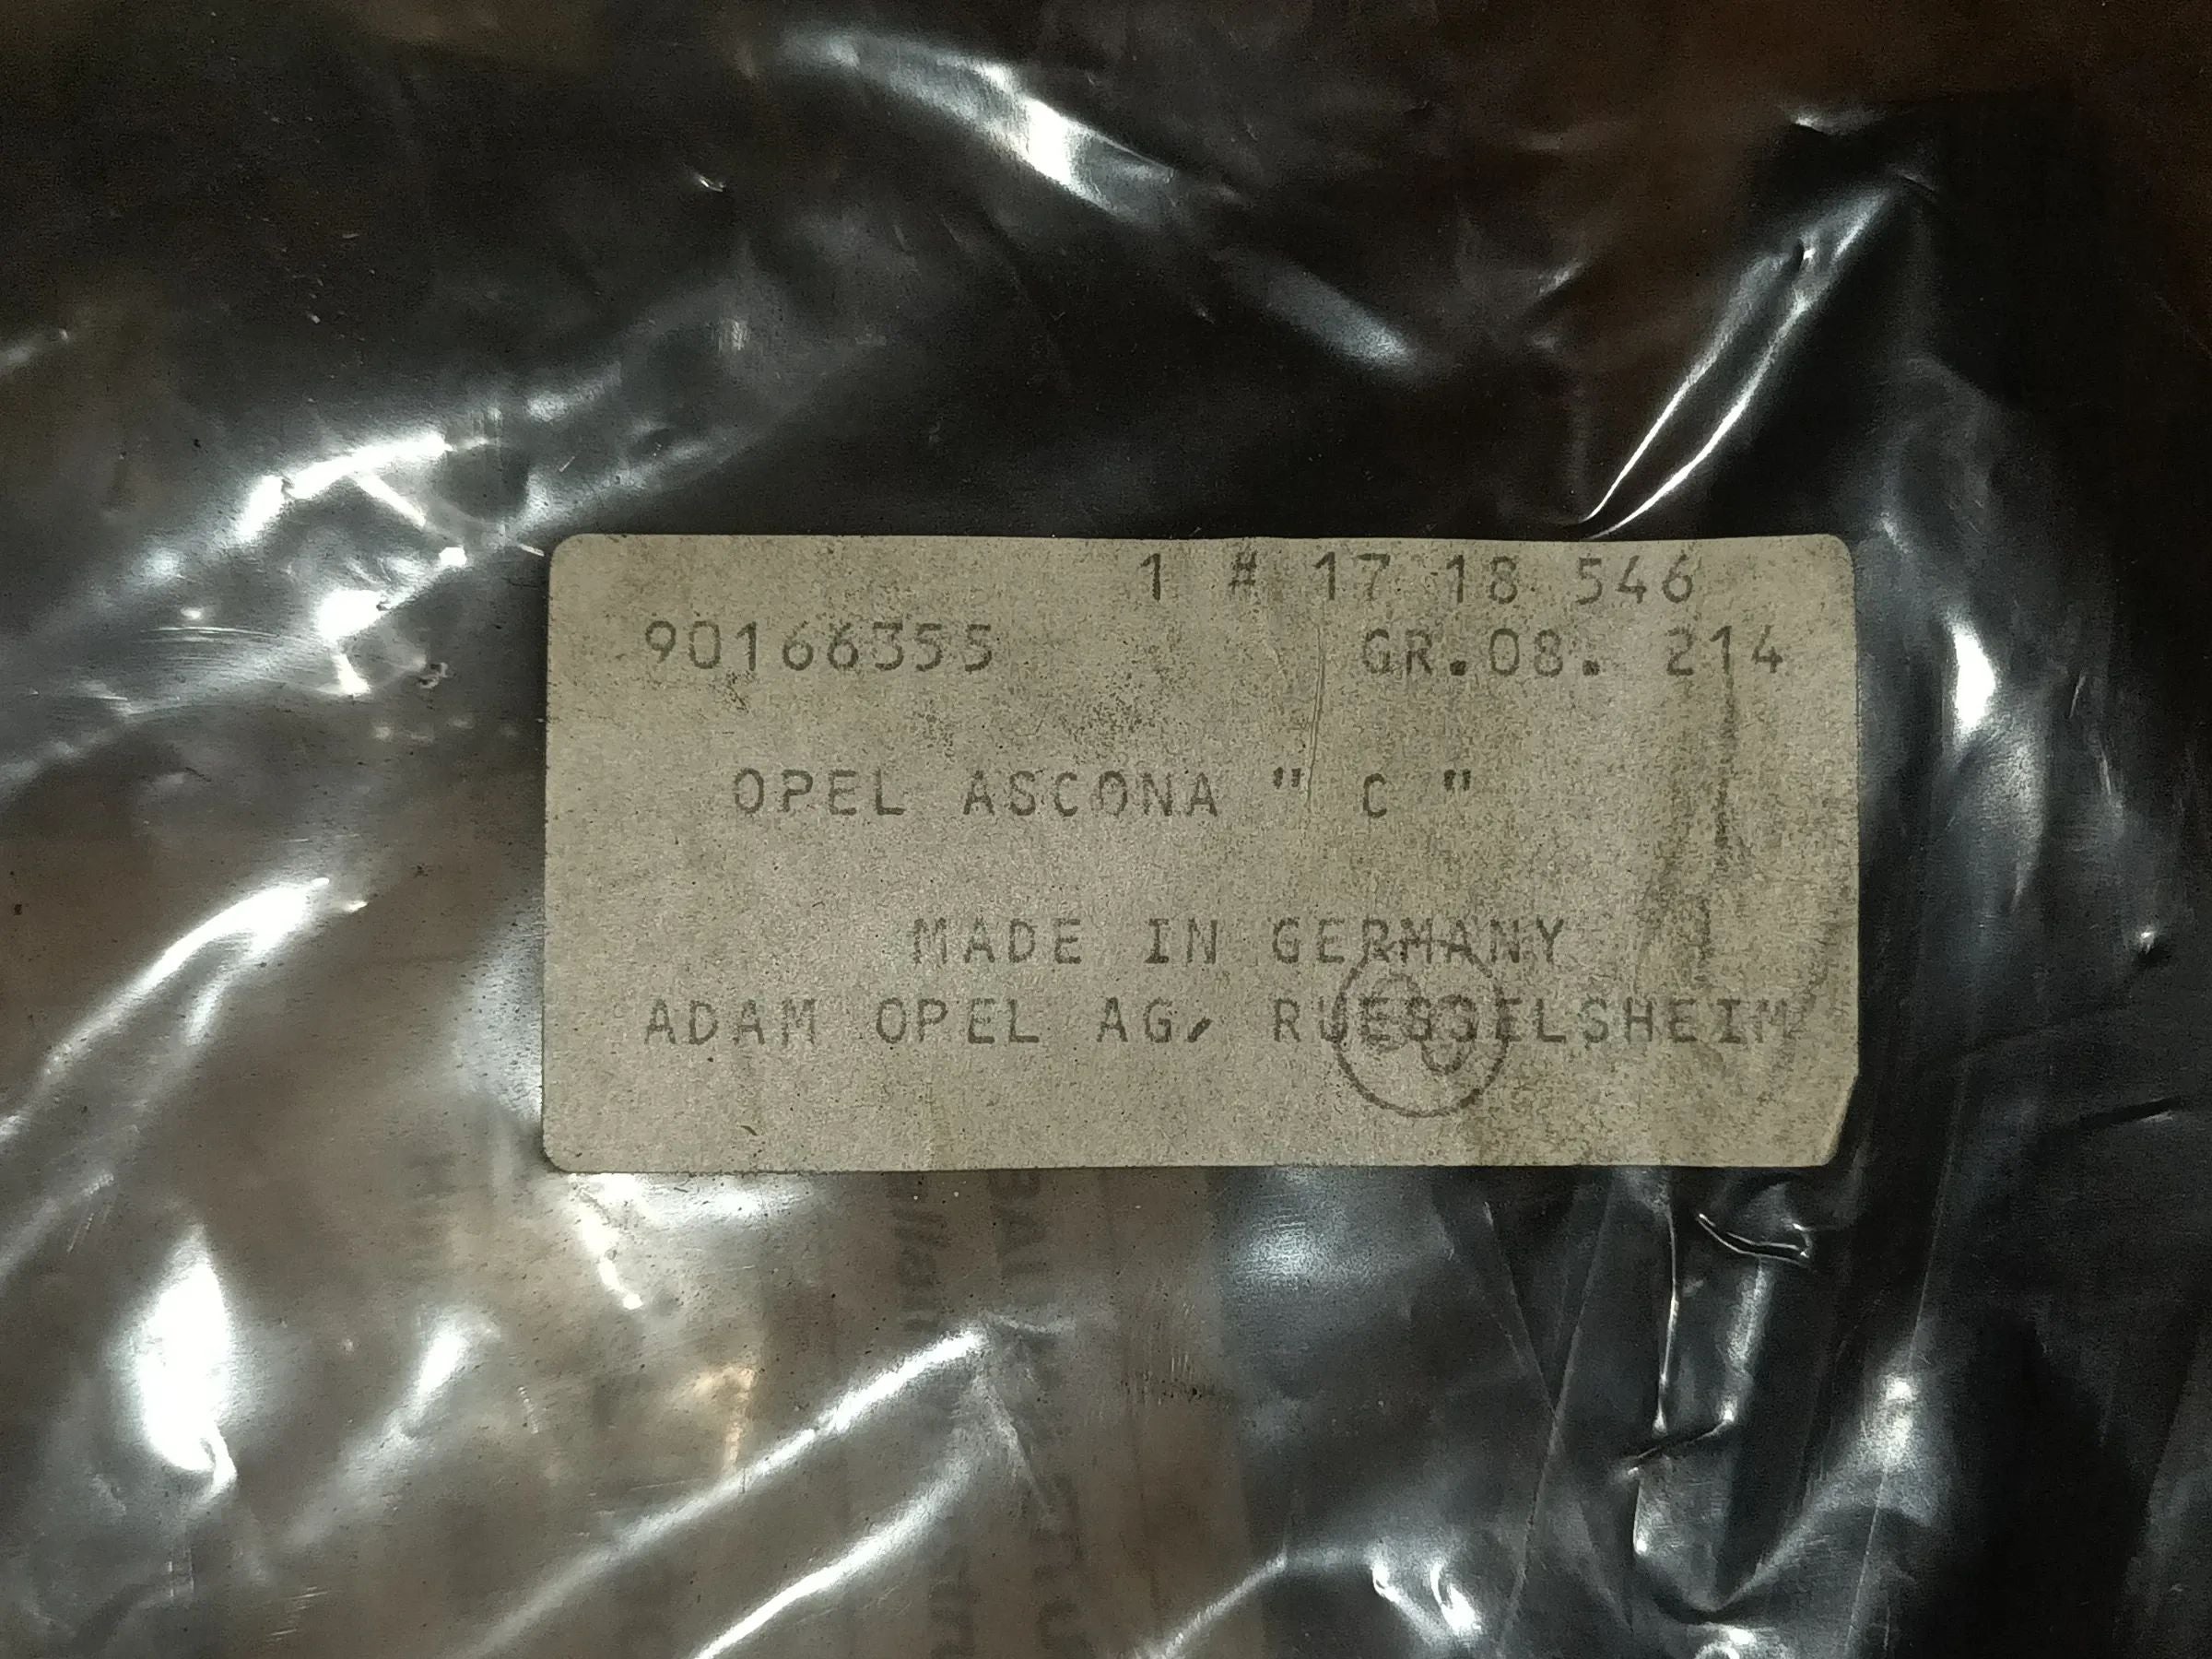 1 # 17 18 546
90166355 GR.08. 214
OPEL ASCONA " C "
MADE IN GERMANY
ADAM OPEL AG, RUESSELSHEIM